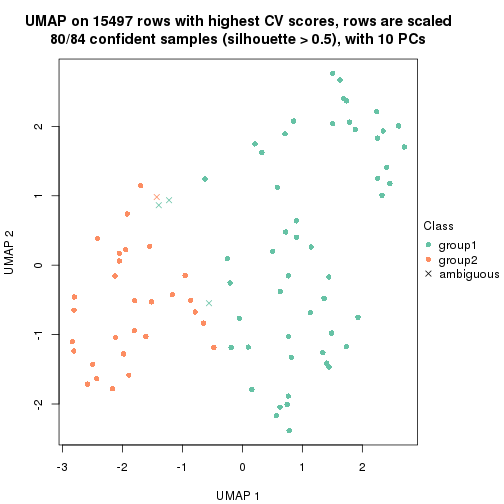 UMAP on 15497 rows with highest CV scores, rows are scaled
80/84 confident samples (silhouette > 0.5), with 10 PCs
2
1
0
-1
-2
UMAP 2
-3
-2
-1
0
1
2
UMAP 1
Class
group1
group2
ambiguous